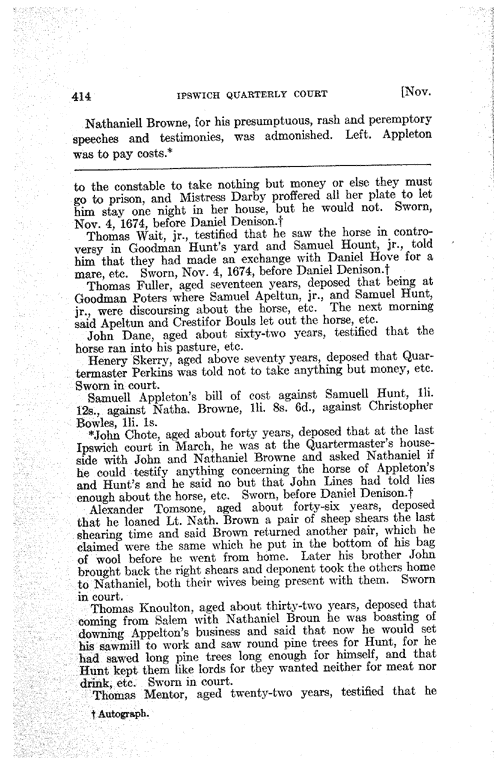 414 IPSWICH QUARTERLY COURT [Nov.
Nathaniell Browne, for his presumptuous, rash and peremptory
speeches and testimonies, was admonished. Left. Appleton
was to pay costs.*
to the constable to take nothing but money or else they must
go to prison, and Mistress Darby proffered all her plate to let
him stay one night in her house, but he would not. Sworn,
Nov. 4, 1674, before Daniel Denison.†
Thomas Wait, jr., testified that he saw the horse in contro-
versy in Goodman Hunt's yard and Samuel Hount, jr., told
him that they had made an exchange with Daniel Hove for a
mare, etc. Sworn, Nov. 4, 1674, before Daniel Denison.†
Thomas Fuller, aged seventeen years, deposed that being at
Goodman Poters where Samuel Apeltun, jr., and Samuel Hunt,
jr., were discoursing about the horse, etc. The next morning
said Apeltun and Crestifor Bouls let out the horse, etc.
John Dane, aged about sixty-two years, testified that the
horse ran into his pasture, etc.
Henery Skerry, aged above seventy years, deposed that Quar-
termaster Perkins was told not to take anything but money, etc.
Sworn in court.
Samuell Appleton's bill of cost against Samuell Hunt, 1li.
12s., against Natha. Browne, 1li. 8s. 6d., against Christopher
Bowles, 1li. 1s.
*John Chote, aged about forty years, deposed that at the last
Ipswich court in March, he was at the Quartermaster's house-
side with John and Nathaniel Browne and asked Nathaniel if
he could testify anything concerning the horse of Appleton's
and Hunt's and he said no but that John Lines had told lies
enough about the horse, etc. Sworn, before Daniel Denison.†
Alexander Tomsone, aged about forty-six years, deposed
that he loaned Lt. Nath. Brown a pair of sheep shears the last
shearing time and said Brown returned another pair, which he
claimed were the same which he put in the bottom of his bag
of wool before he went from home. Later his brother John
brought back the right shears and deponent took the others home
to Nathaniel, both their wives being present with them. Sworn
in court.
Thomas Knoulton, aged about thirty-two years, deposed that
coming from Salem with Nathaniel Broun he was boasting of
downing Appelton's business and said that now he would set
his sawmill to work and saw round pine trees for Hunt, for he
had sawed long pine trees long enough for himself, and that
Hunt kept them like lords for they wanted neither for meat nor
drink, etc. Sworn in court.
Thomas Mentor, aged twenty-two years, testified that he
† Autograph.